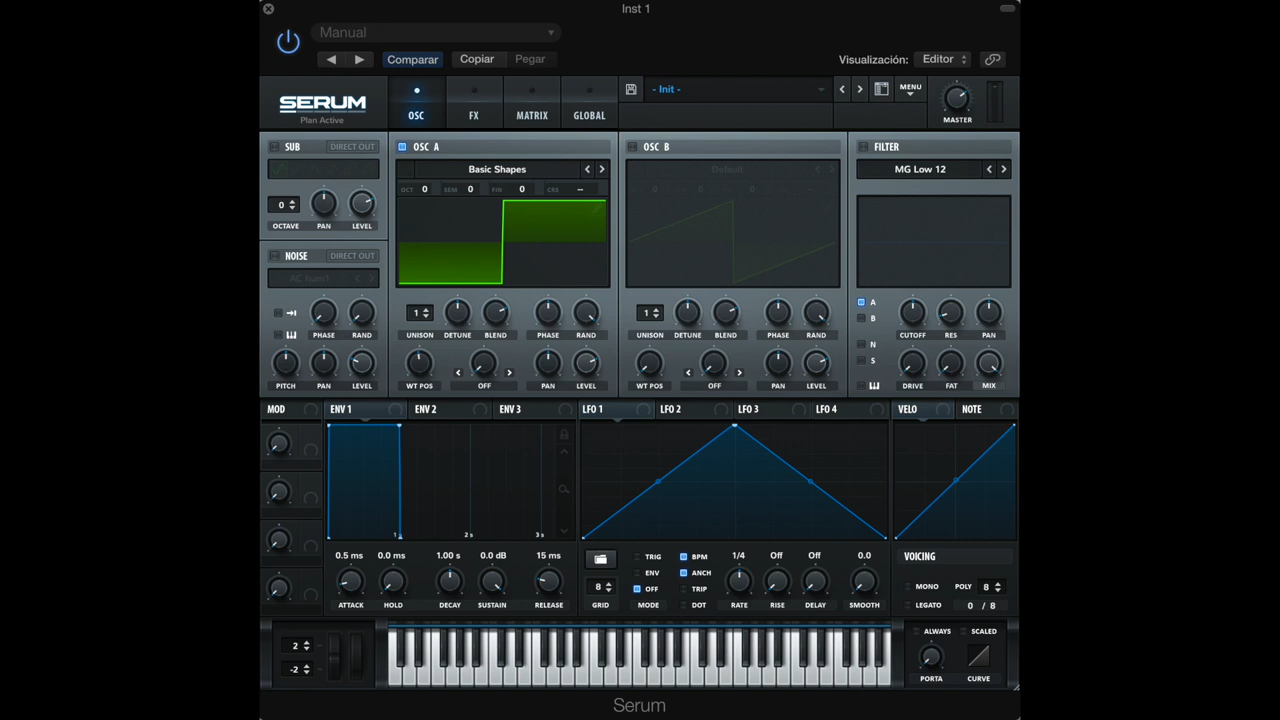 Inst 1
Manual
Comparar Copiar Pegar Visualización: Editor
SERUM
Plan Active
OSC FX MATRIX GLOBAL
- Init -
MENU
MASTER
SUB DIRECT OUT
0
OCTAVE PAN LEVEL
NOISE DIRECT OUT
AC hum1
PHASE RAND
PITCH PAN LEVEL
OSC A
Basic Shapes
OCT 0 SEM 0 FIN 0 CRS --
1
UNISON DETUNE BLEND PHASE RAND
WT POS OFF PAN LEVEL
OSC B
Default
1
UNISON DETUNE BLEND PHASE RAND
WT POS OFF PAN LEVEL
FILTER
MG Low 12
A
B
N
S
CUTOFF RES PAN
DRIVE FAT MIX
MOD ENV 1 ENV 2 ENV 3 LFO 1 LFO 2 LFO 3 LFO 4 VELO NOTE
1 2 s 3 s
0.5 ms 0.0 ms 1.00 s 0.0 dB 15 ms
ATTACK HOLD DECAY SUSTAIN RELEASE
8
GRID
TRIG BPM
ENV ANCH
OFF TRIP
MODE DOT
1/4 Off Off 0.0
RATE RISE DELAY SMOOTH
VOICING
MONO POLY 8
LEGATO 0 / 8
2
-2
ALWAYS SCALED
PORTA CURVE
Serum